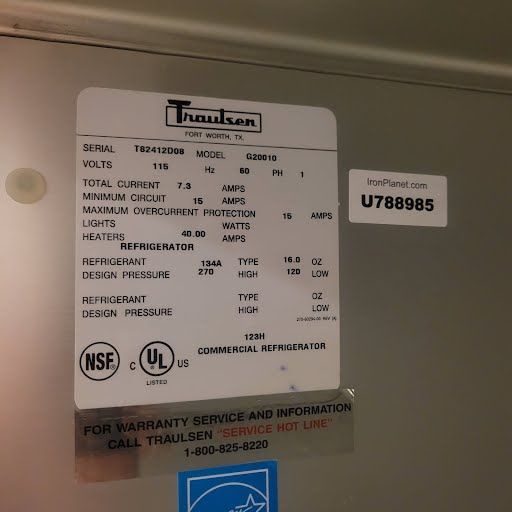 Traulsen
FORT WORTH, TX.
SERIAL T82412D08 MODEL G20010
VOLTS 115 Hz 60 PH 1
TOTAL CURRENT 7.3 AMPS
MINIMUM CIRCUIT 15 AMPS
MAXIMUM OVERCURRENT PROTECTION 15 AMPS
LIGHTS WATTS
HEATERS 40.00 AMPS
REFRIGERATOR
REFRIGERANT 134A TYPE 16.0 OZ
DESIGN PRESSURE 270 HIGH 120 LOW
REFRIGERANT TYPE OZ
DESIGN PRESSURE HIGH LOW
123H
COMMERCIAL REFRIGERATOR
NSF
C UL US
LISTED
IronPlanet.com
U788985
FOR WARRANTY SERVICE AND INFORMATION
CALL TRAULSEN "SERVICE HOT LINE"
1-800-825-8220